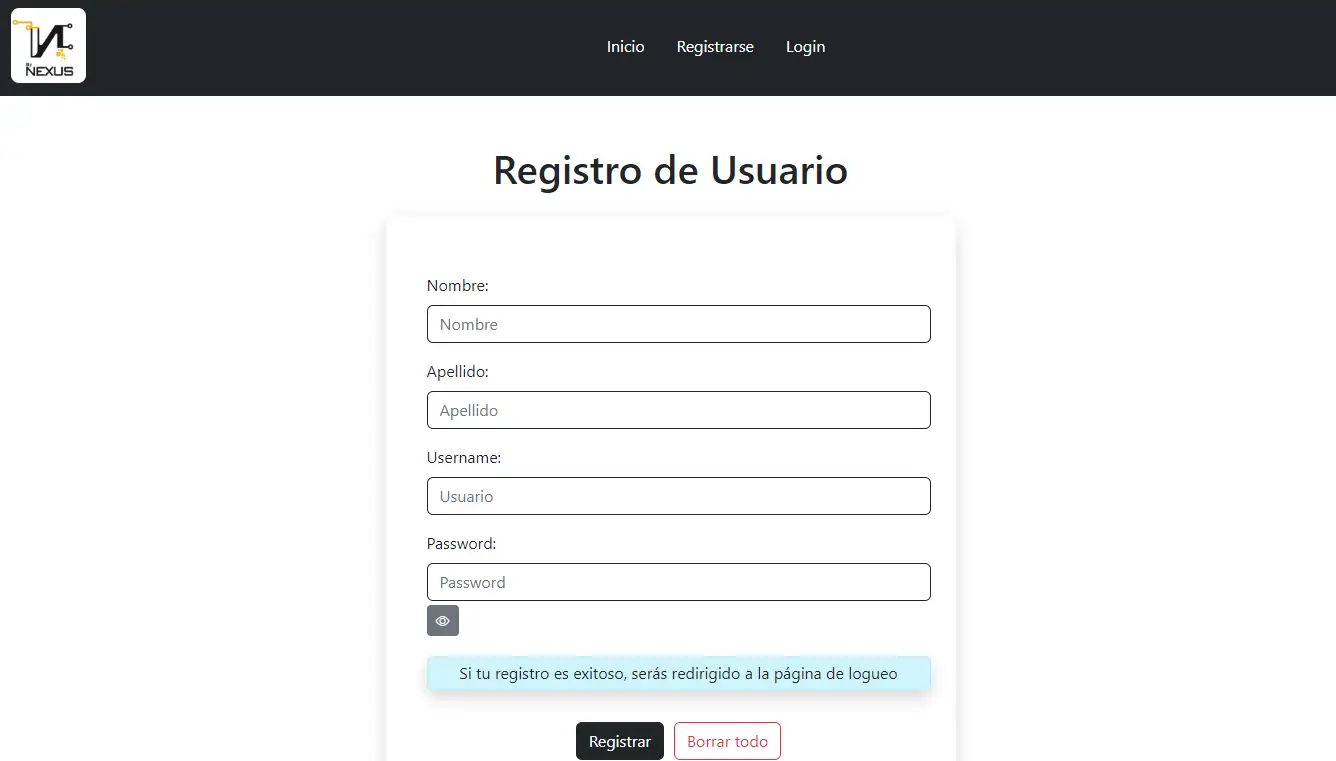 By
NEXUS
Inicio Registrarse Login
Registro de Usuario
Nombre:
Nombre
Apellido:
Apellido
Username:
Usuario
Password:
Password
Si tu registro es exitoso, serás redirigido a la página de logueo
Registrar Borrar todo